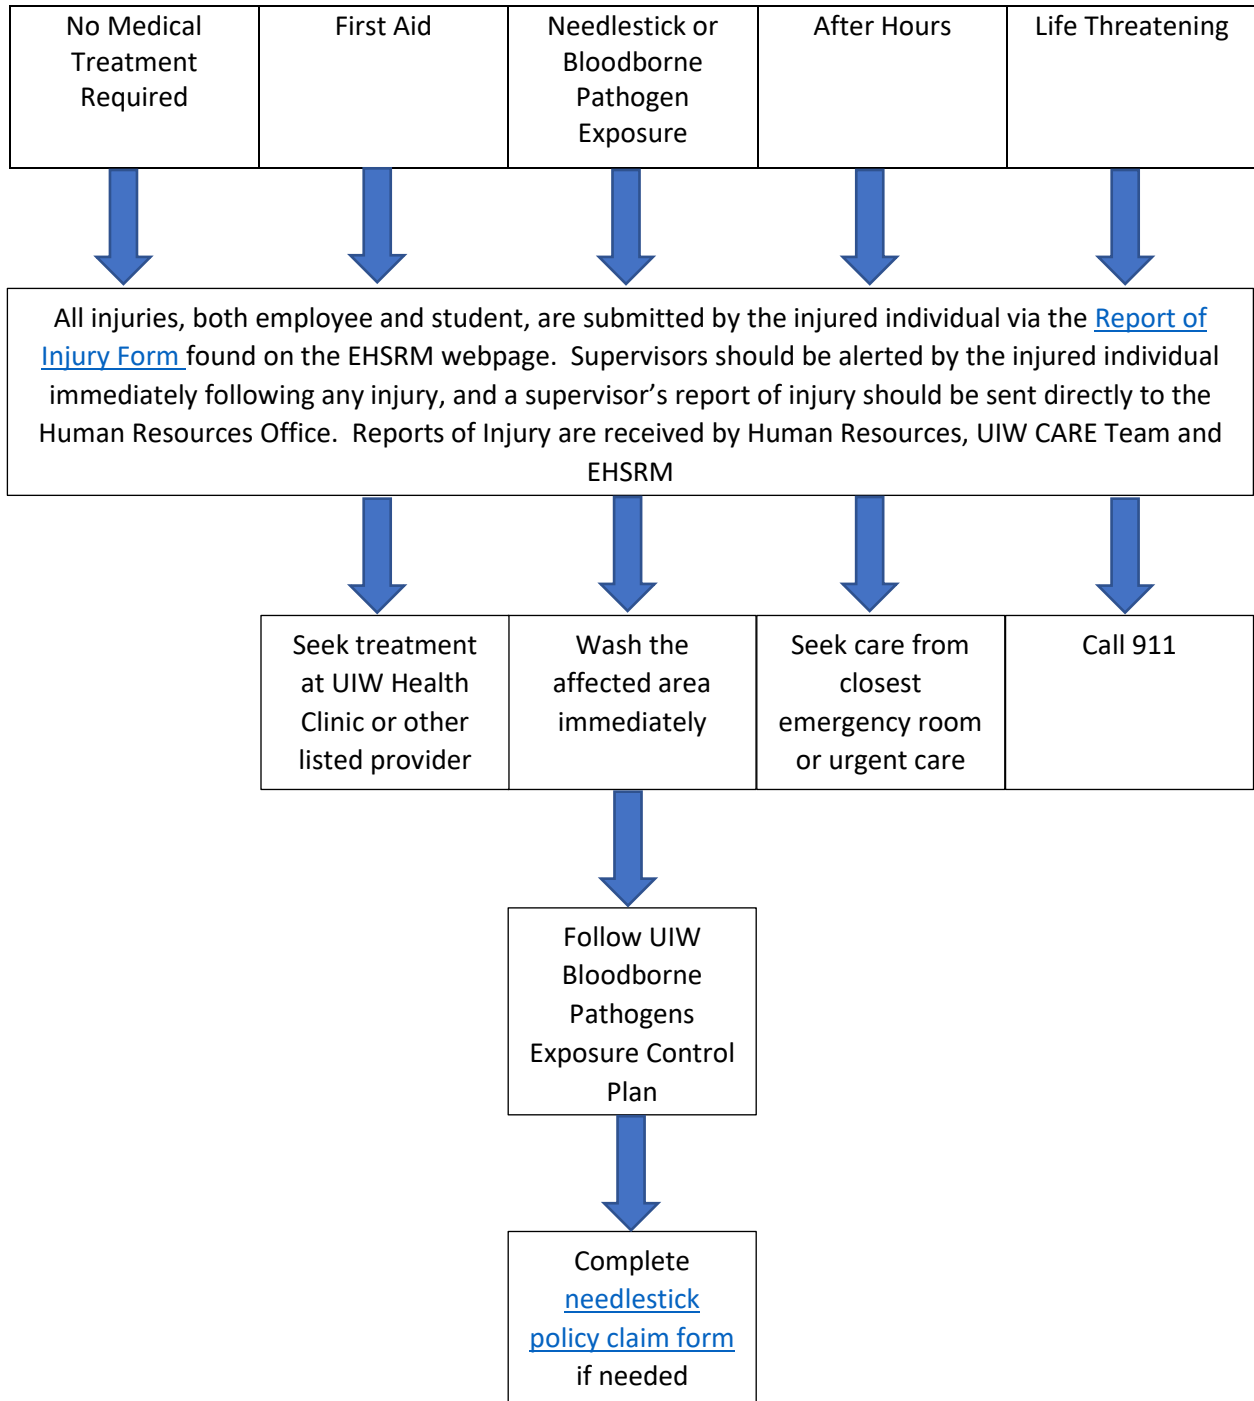 No Medical
Treatment
Required
First Aid
Needlestick or
Bloodborne
Pathogen
Exposure
After Hours
Life Threatening
All injuries, both employee and student, are submitted by the injured individual via the Report of
Injury Form found on the EHSRM webpage.  Supervisors should be alerted by the injured individual
immediately following any injury, and a supervisor’s report of injury should be sent directly to the
Human Resources Office.  Reports of Injury are received by Human Resources, UIW CARE Team and
EHSRM
Seek treatment
at UIW Health
Clinic or other
listed provider
Wash the
affected area
immediately
Seek care from
closest
emergency room
or urgent care
Call 911
Follow UIW
Bloodborne
Pathogens
Exposure Control
Plan
Complete
needlestick
policy claim form
if needed